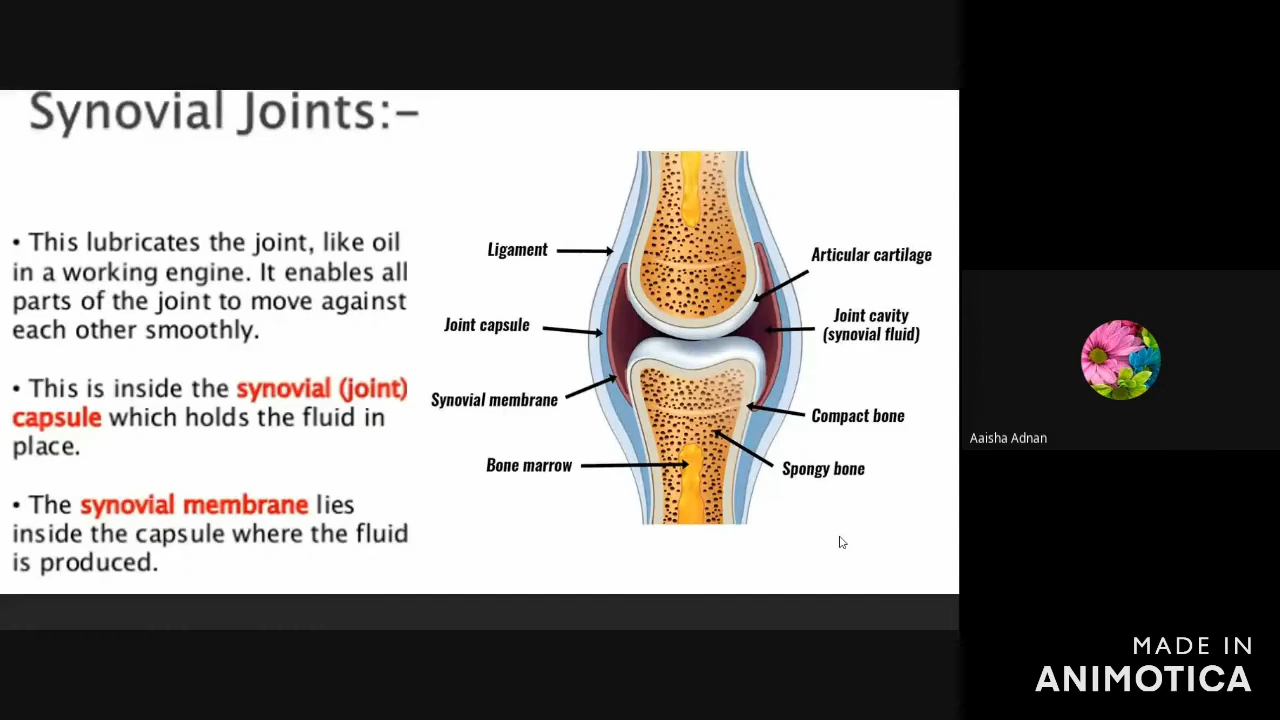 Synovial Joints:-
• This lubricates the joint, like oil
in a working engine. It enables all
parts of the joint to move against
each other smoothly.
• This is inside the synovial (joint)
capsule which holds the fluid in
place.
• The synovial membrane lies
inside the capsule where the fluid
is produced.
Ligament
Joint capsule
Synovial membrane
Bone marrow
Articular cartilage
Joint cavity
(synovial fluid)
Compact bone
Spongy bone
Aaisha Adnan
MADE IN
ANIMOTICA